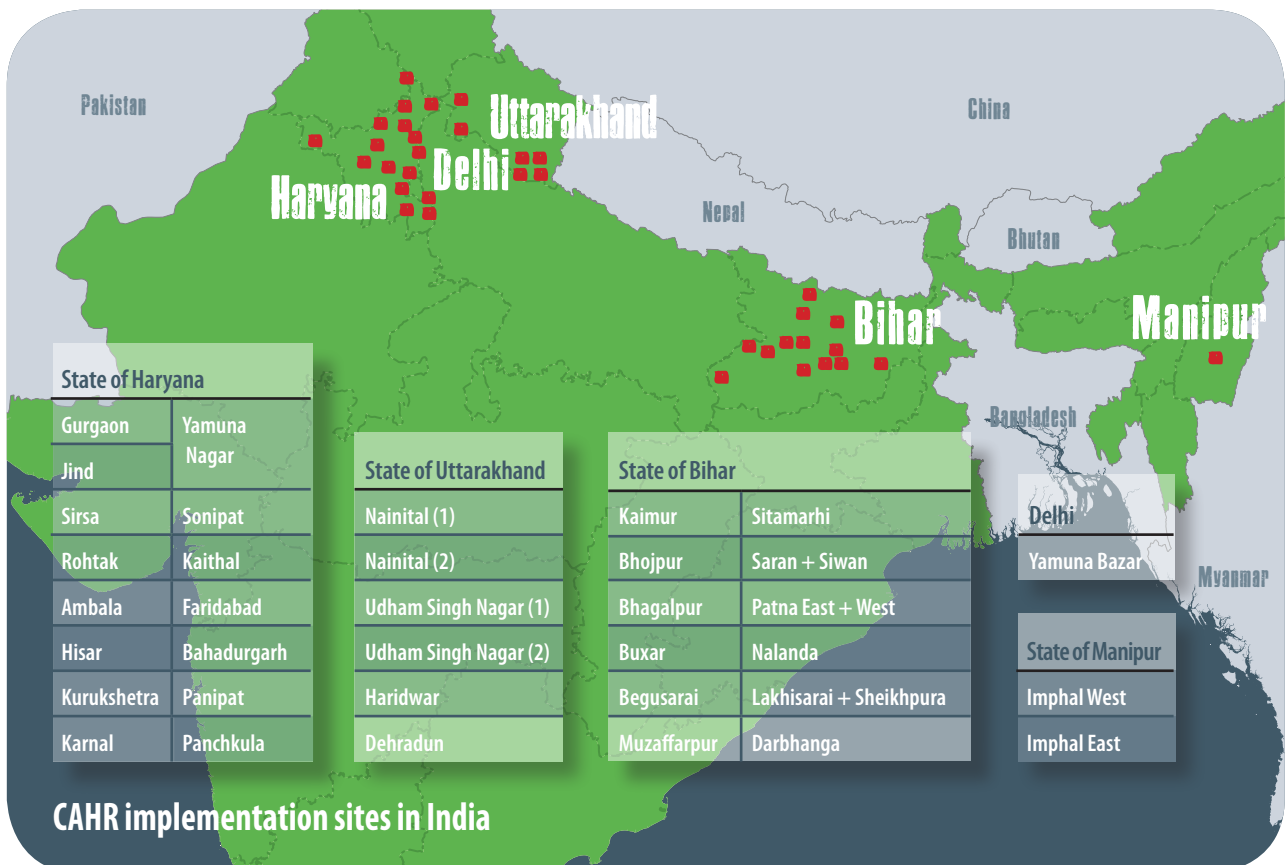 Pakistan
China
Uttarakhand
Delhi
Haryana
Nepal
Bhutan
Bihar
Manipur
Bangladesh
Myanmar
State of Haryana
Gurgaon
Yamuna
Nagar
Jind
Sirsa
Sonipat
Rohtak
Kaithal
Ambala
Faridabad
Hisar
Bahadurgarh
Kurukshetra
Panipat
Karnal
Panchkula
State of Uttarakhand
Nainital (1)
Nainital (2)
Udham Singh Nagar (1)
Udham Singh Nagar (2)
Haridwar
Dehradun
State of Bihar
Kaimur
Sitamarhi
Bhojpur
Saran + Siwan
Bhagalpur
Patna East + West
Buxar
Nalanda
Begusarai
Lakhisarai + Sheikhpura
Muzaffarpur
Darbhanga
Delhi
Yamuna Bazar
State of Manipur
Imphal West
Imphal East
CAHR implementation sites in India